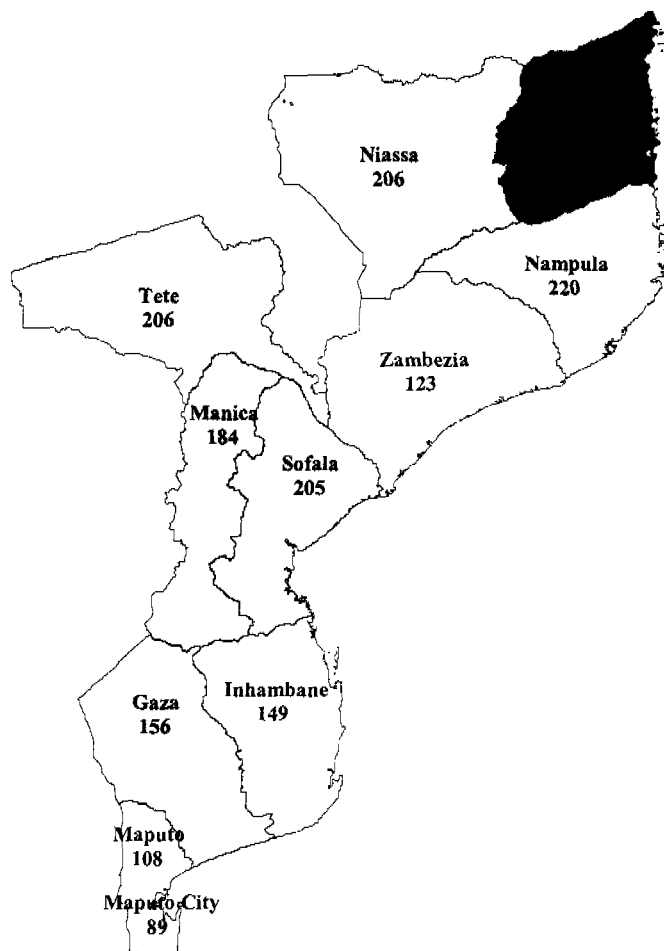 Niassa
206
Nampula
220
Tete
206
Zambezia
123
Manica
184
Sofala
205
Gaza
156
Inhambane
149
Maputo
108
Maputo City
89